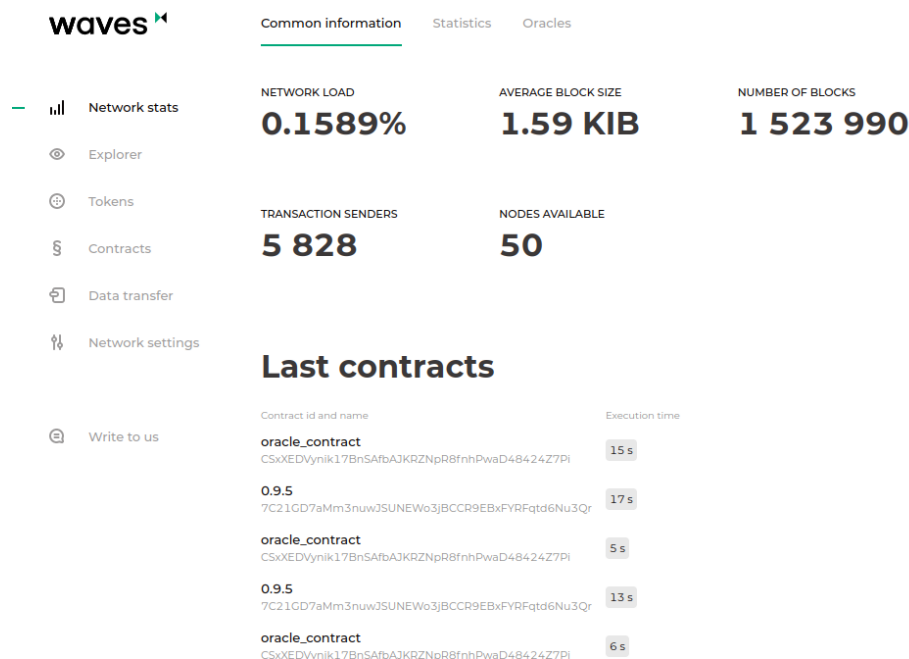 waves
Common information
Statistics
Oracles
Network stats
Explorer
Tokens
Contracts
Data transfer
Network settings
Write to us
NETWORK LOAD
0.1589%
AVERAGE BLOCK SIZE
1.59 KIB
NUMBER OF BLOCKS
1 523 990
TRANSACTION SENDERS
5 828
NODES AVAILABLE
50
Last contracts
Contract id and name
Execution time
oracle_contract
CSxXEDVynik17BnSAfbAJKRZNpR8fnhPwaD48424Z7Pi
15 s
0.9.5
7C21GD7aMm3nuwJSUNEWo3jBCCR9EBxFYRFqtd6Nu3Qr
17 s
oracle_contract
CSxXEDVynik17BnSAfbAJKRZNpR8fnhPwaD48424Z7Pi
5 s
0.9.5
7C21GD7aMm3nuwJSUNEWo3jBCCR9EBxFYRFqtd6Nu3Qr
13 s
oracle_contract
CSxXEDVynik17BnSAfbAJKRZNpR8fnhPwaD48424Z7Pi
6 s